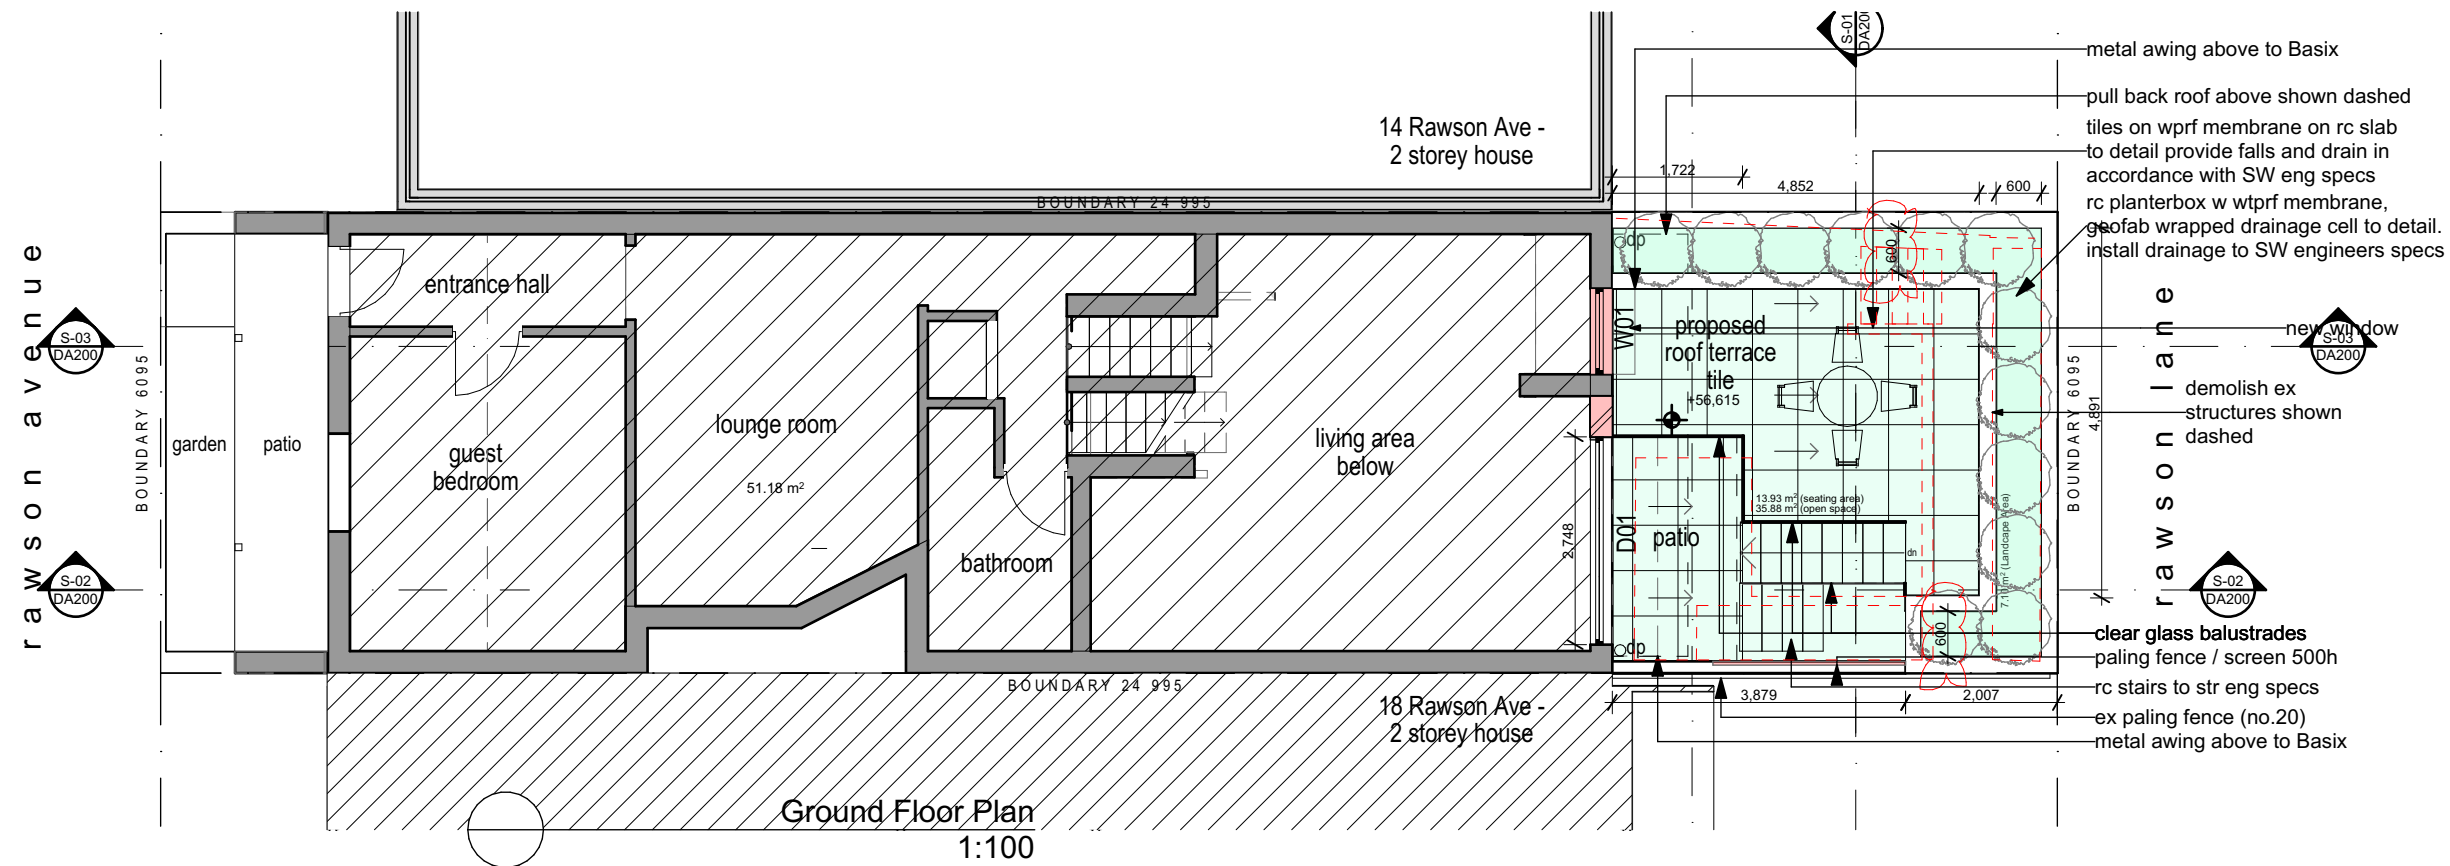 S-01
DA20
metal awing above to Basix
pull back roof above shown dashed
tiles on wprf membrane on rc slab
to detail provide falls and drain in
accordance with SW eng specs
rc planterbox w wtprf membrane,
geofab wrapped drainage cell to detail.
install drainage to SW engineers specs
14 Rawson Ave -
2 storey house
1,722
4,852
600
BOUNDARY 24 995
rawson avenue
S-03
DA200
S-02
DA200
BOUNDARY 6095
garden
patio
entrance hall
guest
bedroom
lounge room
51.18 m²
bathroom
living area
below
2,748
dp
600
W01
proposed
roof terrace
tile
+56,615
13.93 m² (seating area)
35.88 m² (open space)
D01
patio
dn
7.10 m² (Landscape Area)
600
dp
BOUNDARY 6095
4,891
rawson lane
new window
S-03
DA200
demolish ex
structures shown
dashed
S-02
DA200
clear glass balustrades
paling fence / screen 500h
rc stairs to str eng specs
ex paling fence (no.20)
metal awing above to Basix
BOUNDARY 24 995
18 Rawson Ave -
2 storey house
3,879
2,007
Ground Floor Plan
1:100